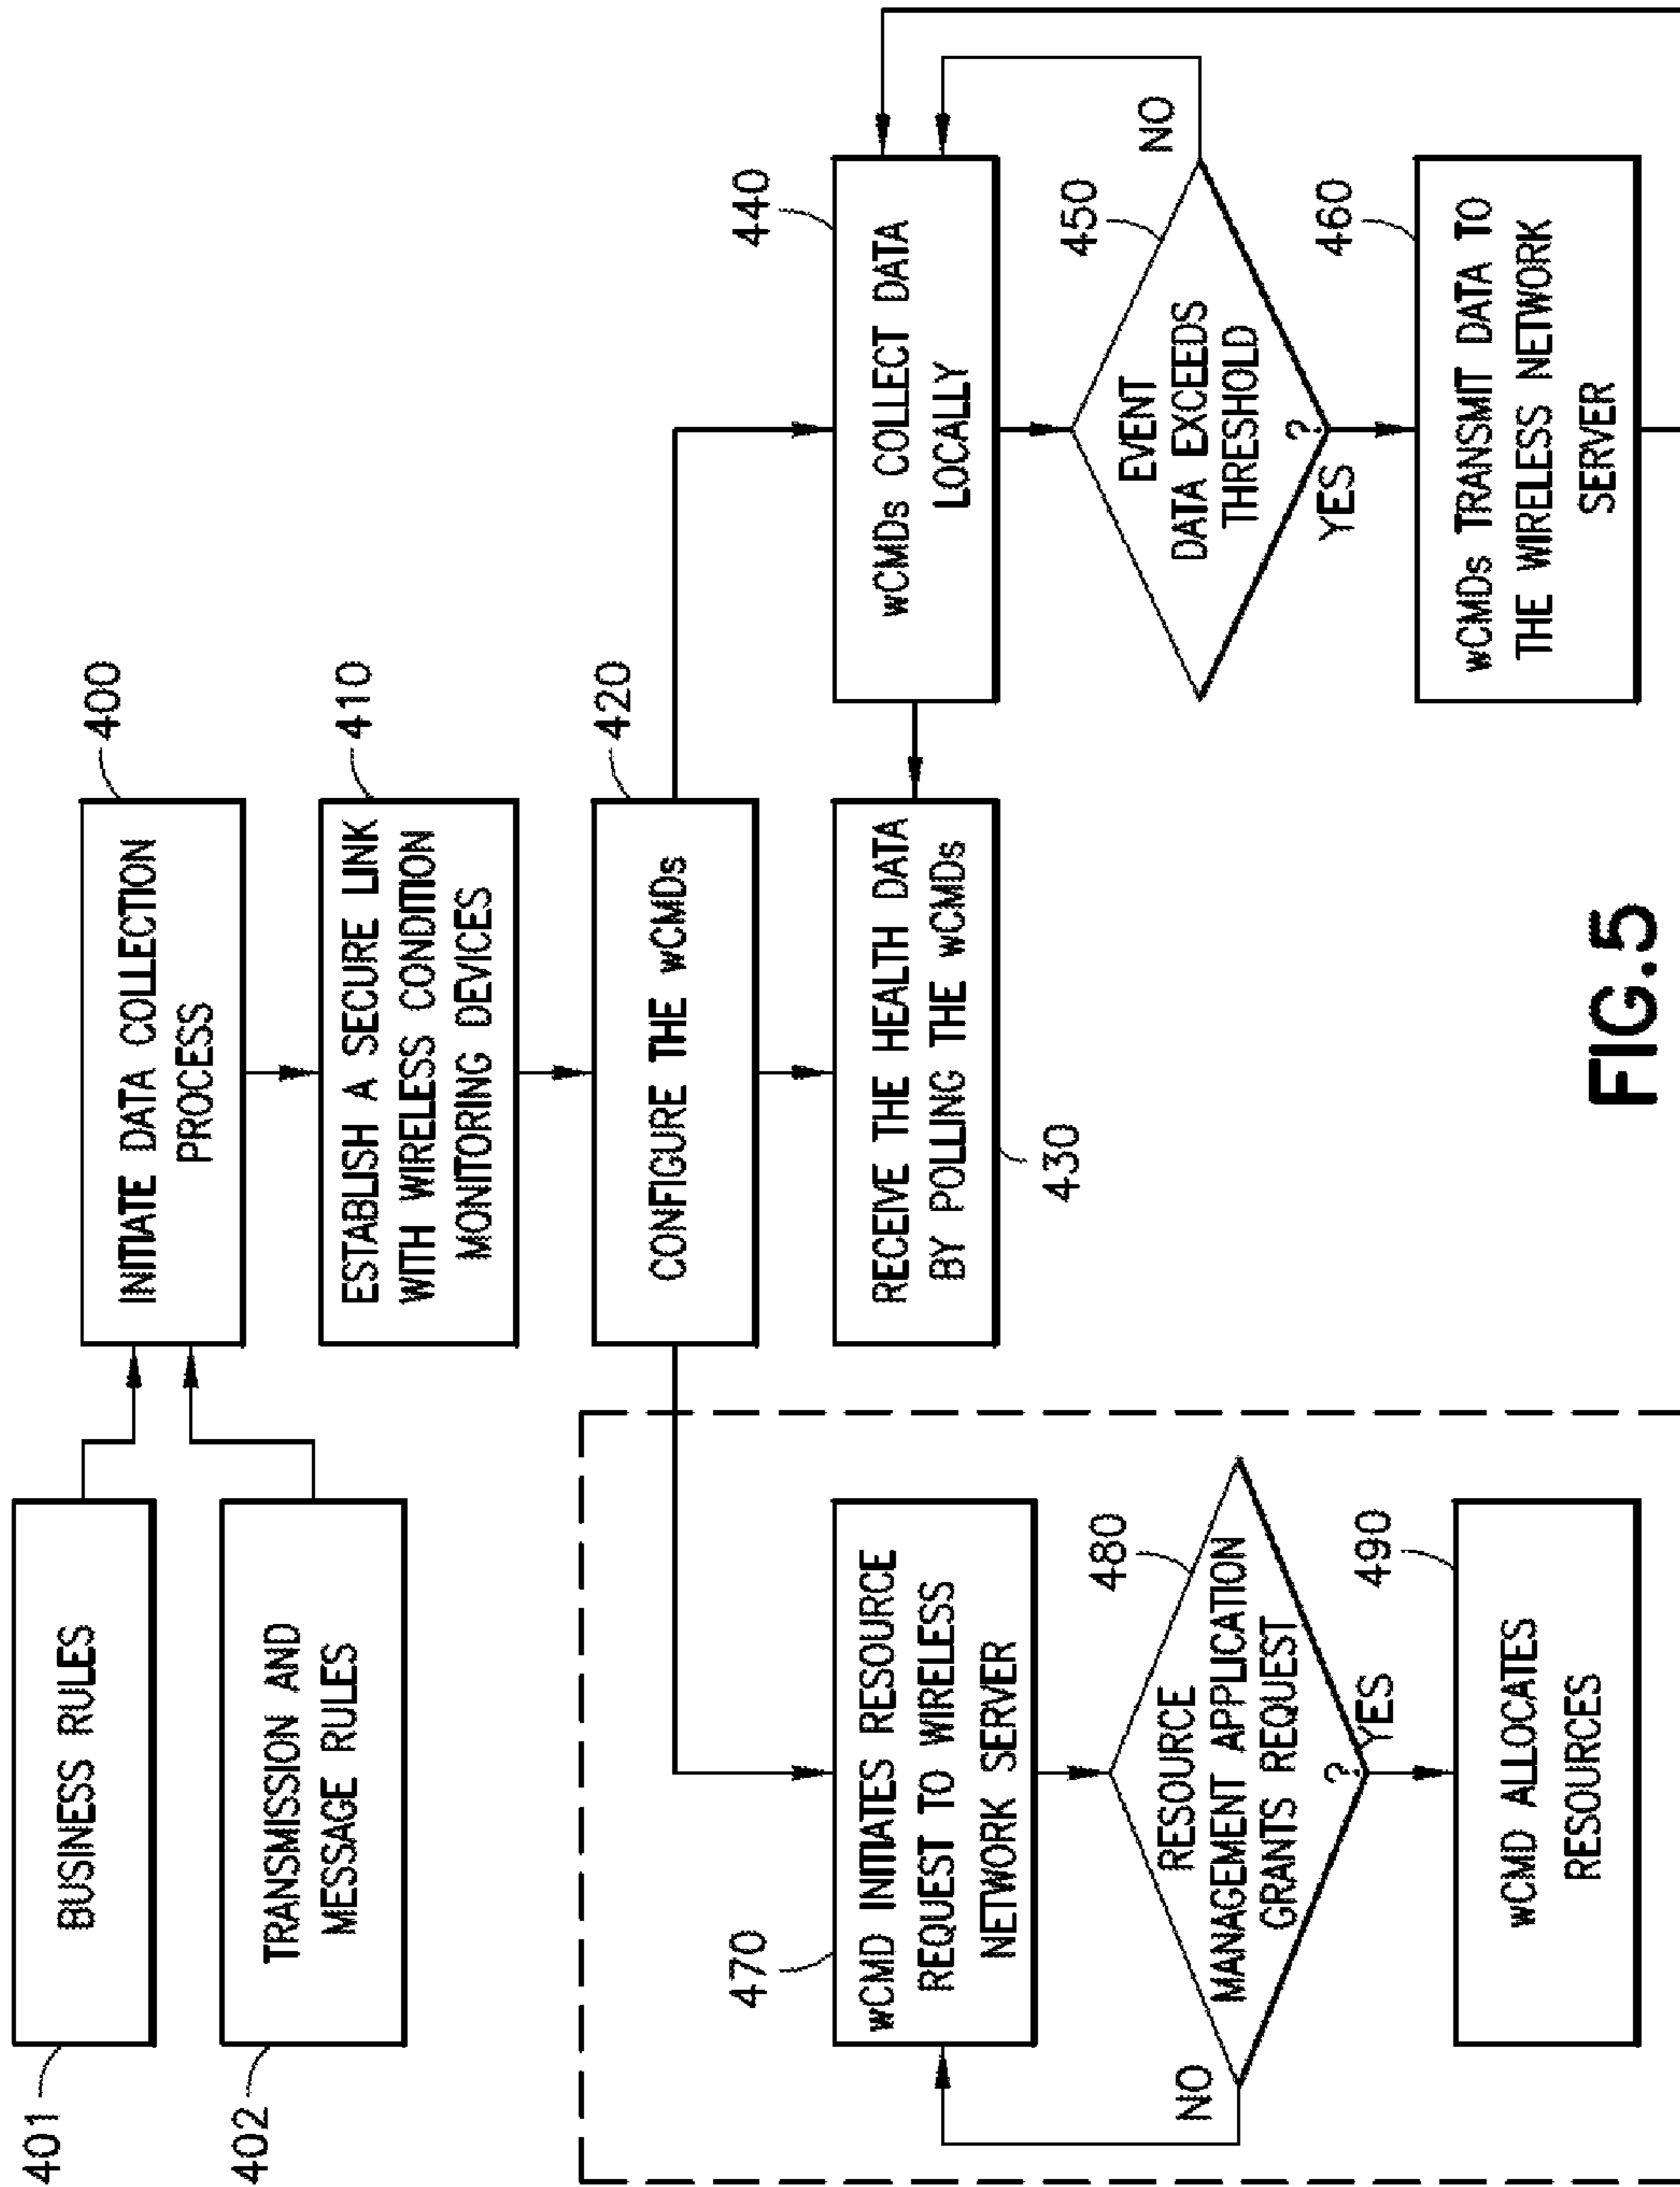 401
BUSINESS RULES
402
TRANSMISSION AND
MESSAGE RULES
400
INITIATE DATA COLLECTION
PROCESS
410
ESTABLISH A SECURE LINK
WITH WIRELESS CONDITION
MONITORING DEVICES
420
CONFIGURE THE wCMDs
470
wCMD INITIATES RESOURCE
REQUEST TO WIRELESS
NETWORK SERVER
RECEIVE THE HEALTH DATA
BY POLLING THE wCMDs
430
440
wCMDs COLLECT DATA
LOCALLY
NO
480
RESOURCE
MANAGEMENT APPLICATION
GRANTS REQUEST
?
YES
450
NO
EVENT
DATA EXCEEDS
THRESHOLD
?
YES
490
wCMD ALLOCATES
RESOURCES
460
wCMDs TRANSMIT DATA TO
THE WIRELESS NETWORK
SERVER
FIG.5